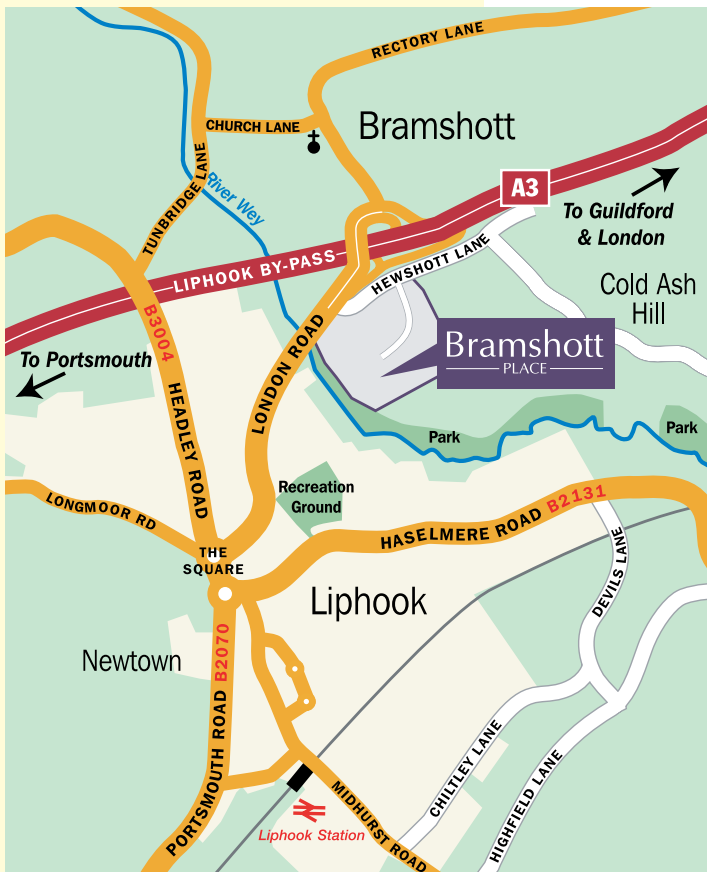 RECTORY LANE
CHURCH LANE
Bramshott
TUNBRIDGE LANE
River Wey
A3
To Guildford
& London
LIPHOOK BY-PASS
HEWSHOTT LANE
Cold Ash
Hill
B3004
Bramshott
PLACE
To Portsmouth
LONDON ROAD
HEADLEY ROAD
Park
Park
Recreation
Ground
LONGMOOR RD
HASELMERE ROAD B2131
THE
SQUARE
DEVILS LANE
Liphook
Newtown
PORTSMOUTH ROAD B2070
CHILTLEY LANE
HIGHFIELD LANE
MIDHURST ROAD
Liphook Station